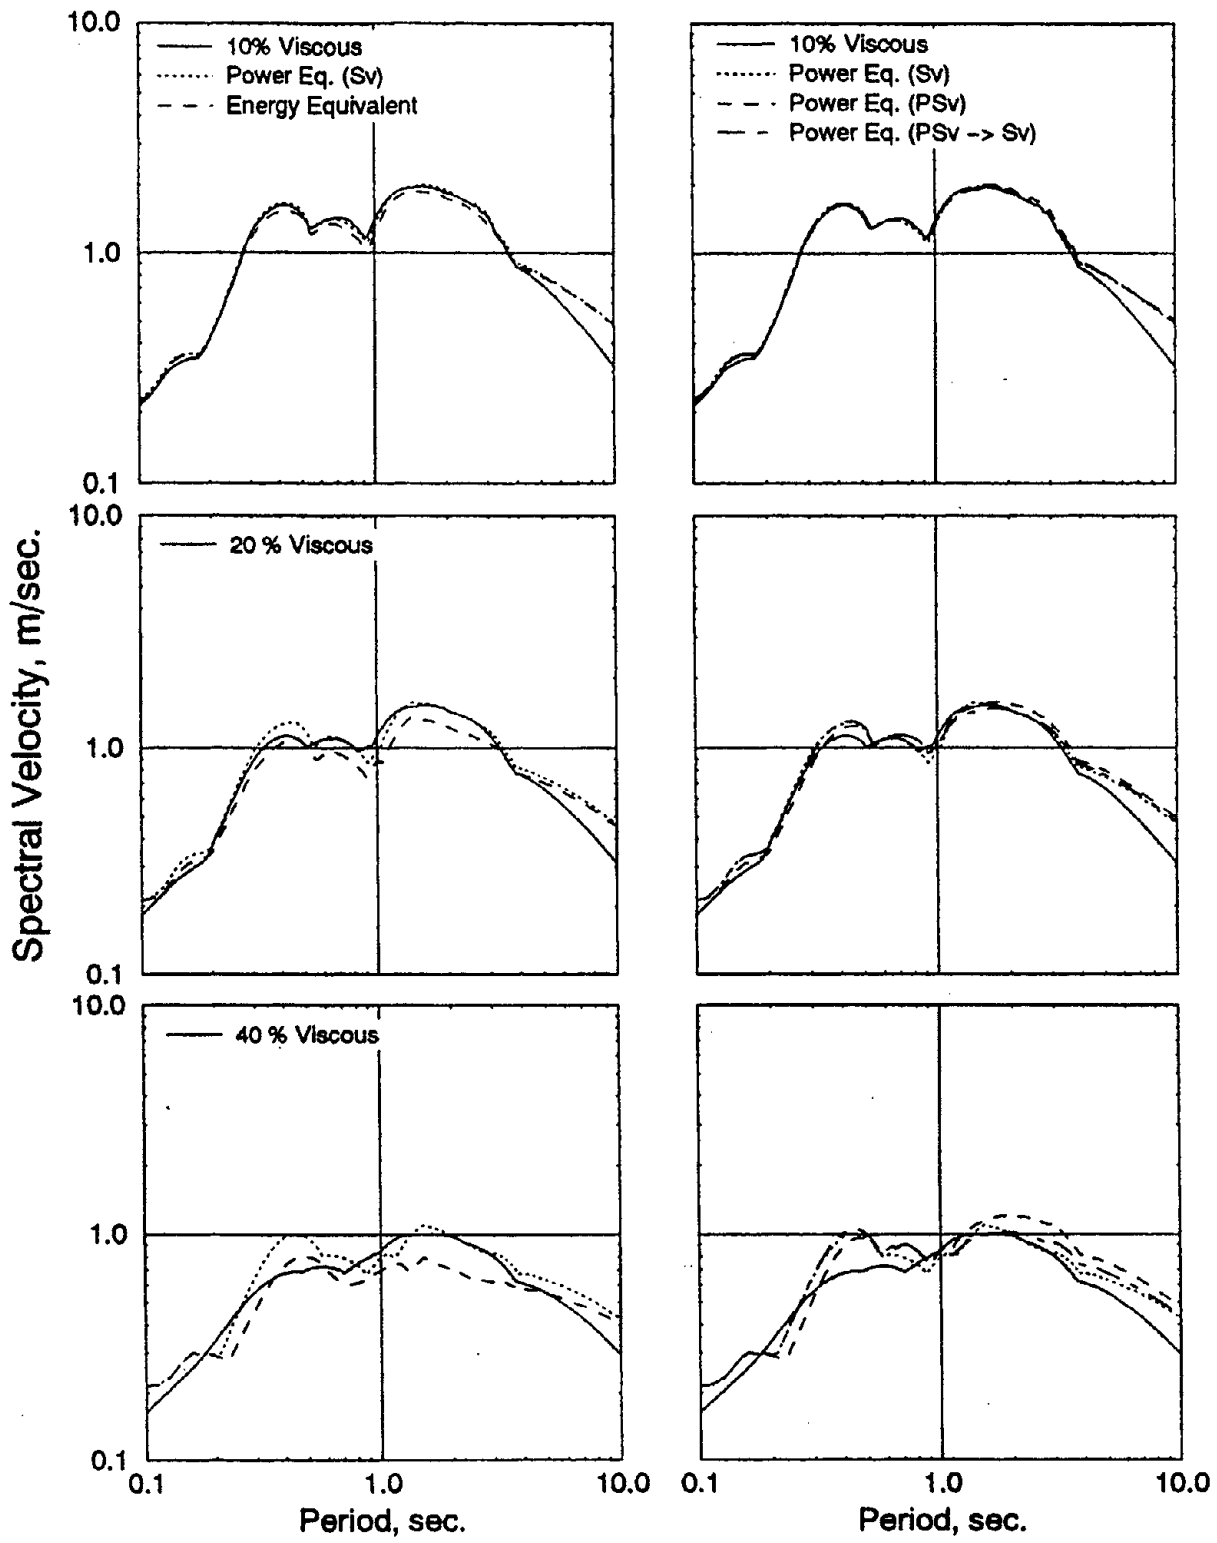 10.0
10% Viscous
Power Eq. (Sv)
Energy Equivalent
1.0
0.1
10% Viscous
Power Eq. (Sv)
Power Eq. (PSv)
Power Eq. (PSv -> Sv)
10.0
20 % Viscous
1.0
0.1
Spectral Velocity, m/sec.
10.0
40 % Viscous
1.0
0.1
0.1 1.0 10.0
Period, sec.
0.1 1.0 10.0
Period, sec.